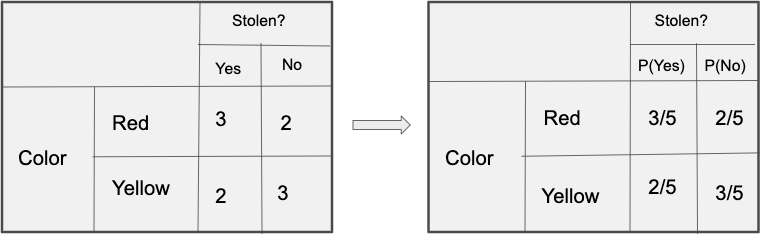 Stolen?
Yes No
Color
Red 3 2
Yellow 2 3
Stolen?
P(Yes) P(No)
Color
Red 3/5 2/5
Yellow 2/5 3/5